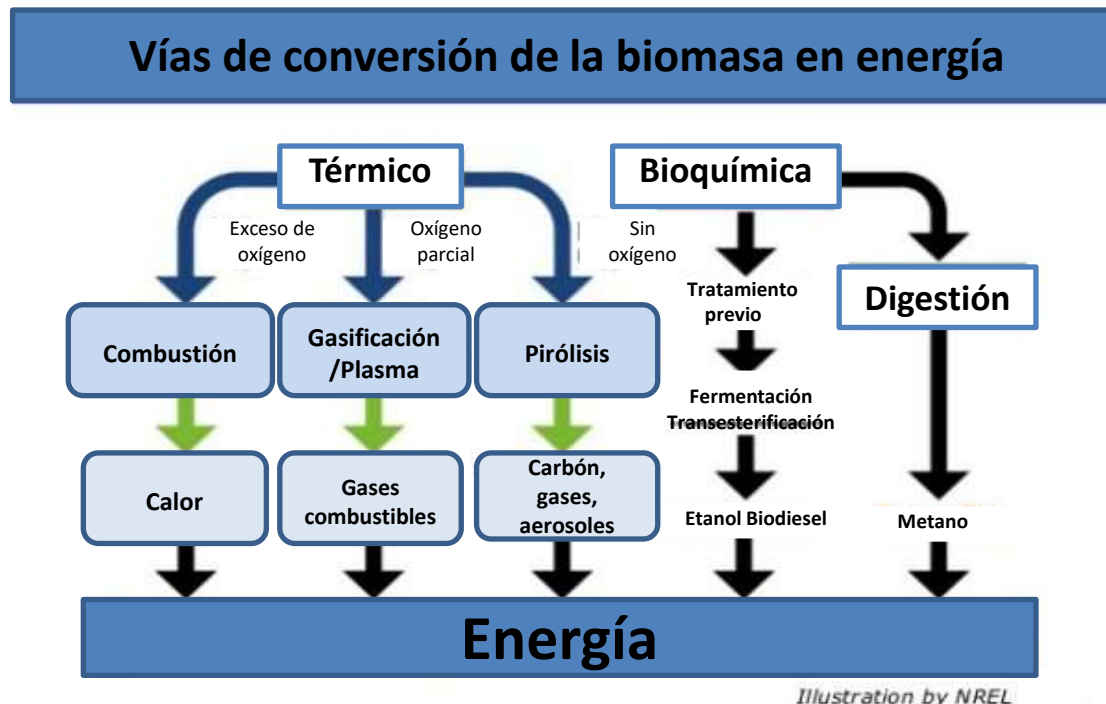 Vías de conversión de la biomasa en energía
Térmico
Bioquímica
Exceso de
oxígeno
Oxígeno
parcial
Sin
oxígeno
Tratamiento
previo
Digestión
Combustión
Gasificación
/Plasma
Pirólisis
Fermentación
Transesterificación
Calor
Gases
combustibles
Carbón,
gases,
aerosoles
Etanol Biodiesel
Metano
Energía
Illustration by NREL